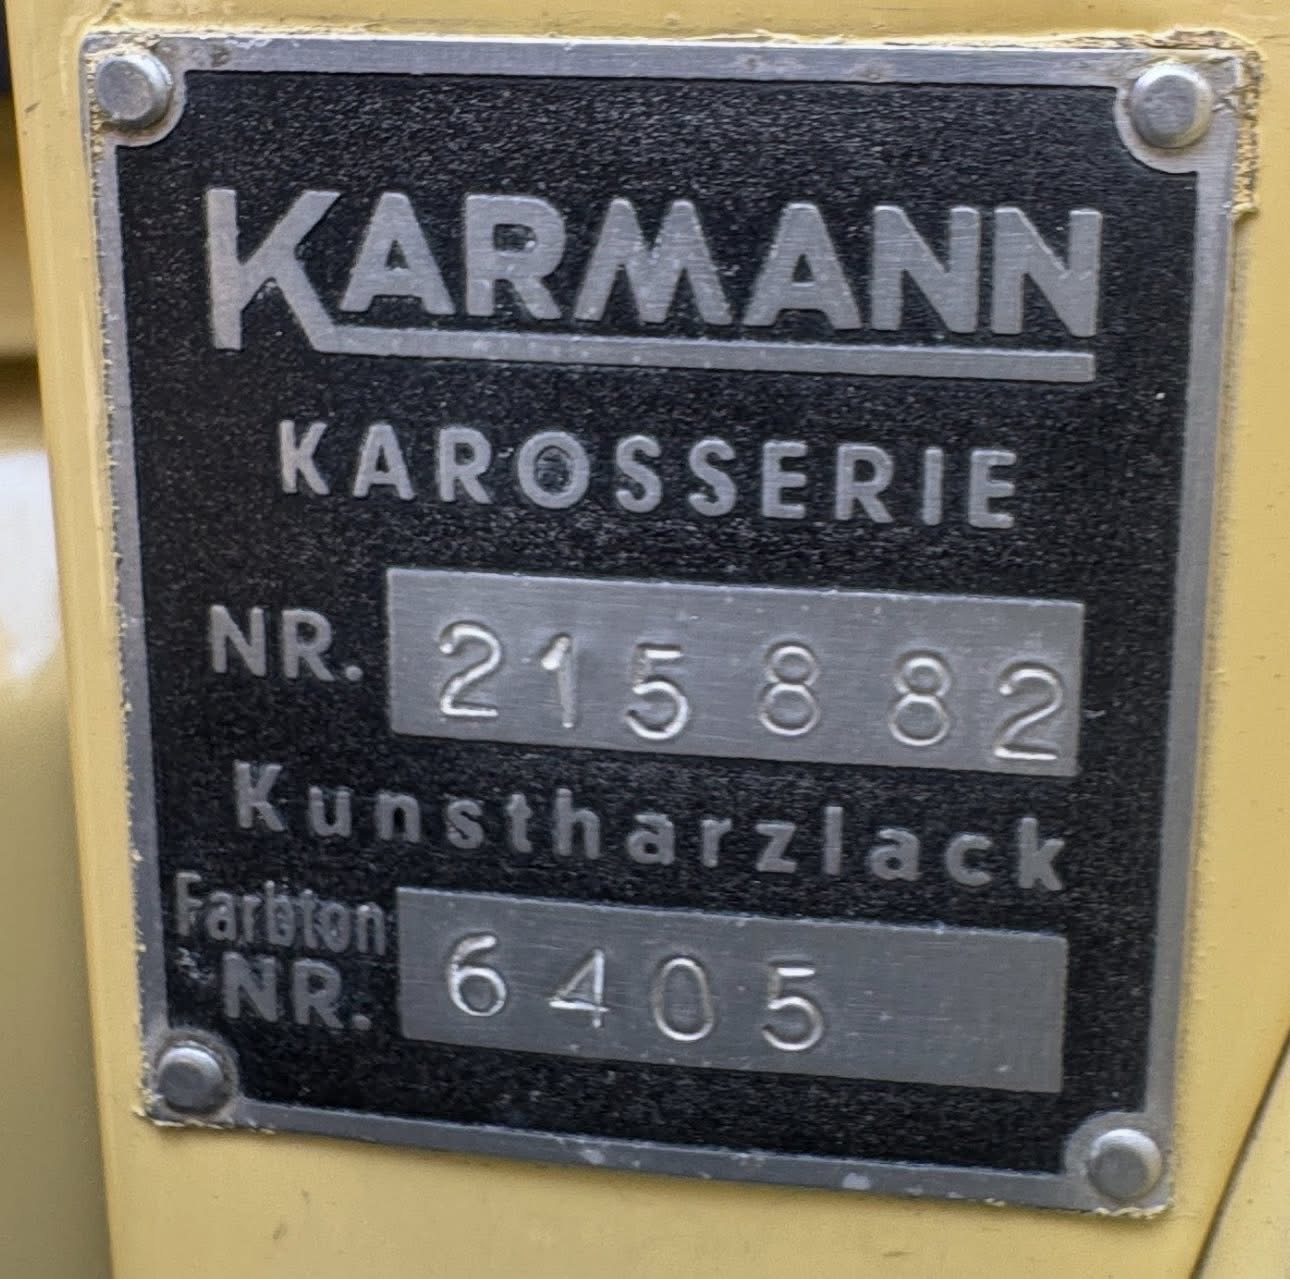 KARMANN
KAROSSERIE
NR. 215882
Kunstharzlack
Farbton
NR. 6405